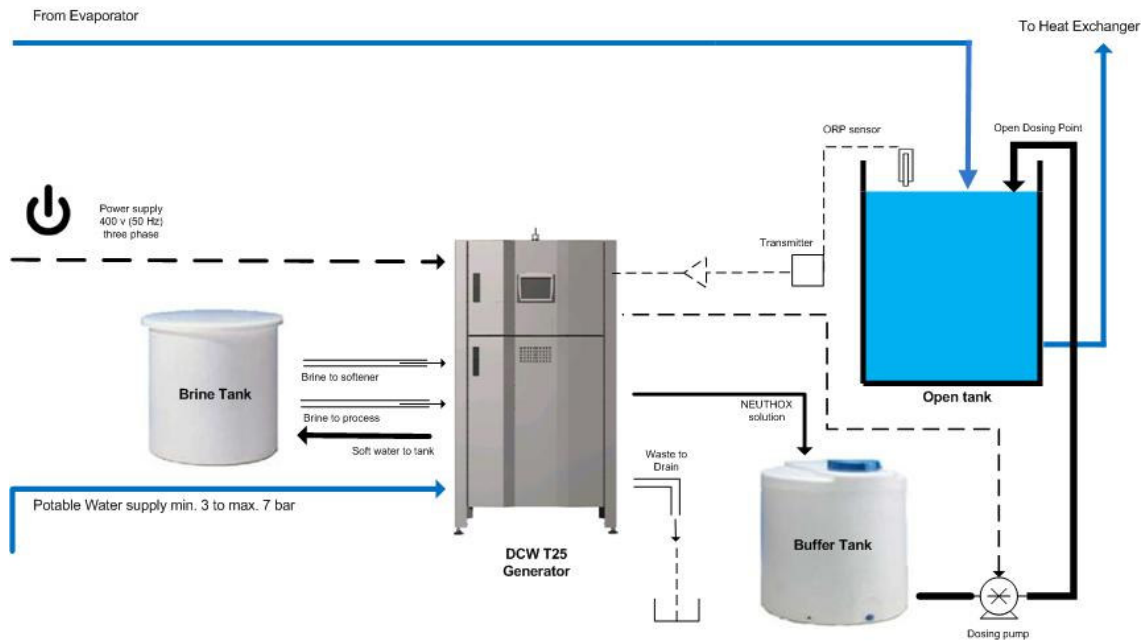 From Evaporator
To Heat Exchanger
ORP sensor
Open Dosing Point
Power supply
400 v (50 Hz)
three phase
Transmitter
Brine Tank
Brine to softener
Brine to process
Soft water to tank
Open tank
NEUTHOX
solution
Waste to
Drain
Potable Water supply min. 3 to max. 7 bar
DCW T25
Generator
Buffer Tank
Dosing pump